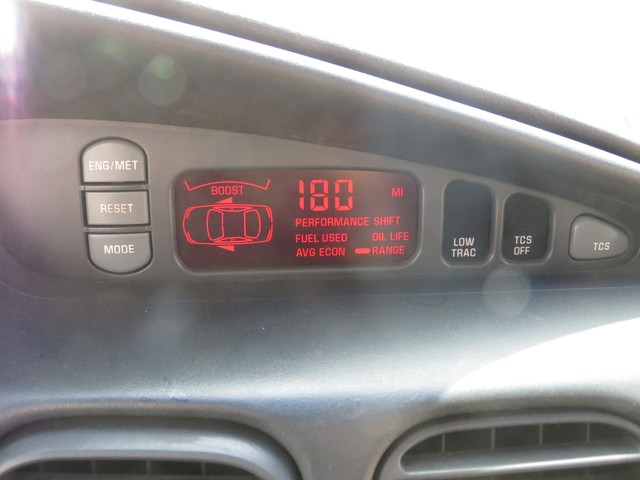 ENG/MET
RESET
MODE
BOOST
180 MI
PERFORMANCE SHIFT
FUEL USED OIL LIFE
AVG ECON RANGE
LOW
TRAC
TCS
OFF
TCS